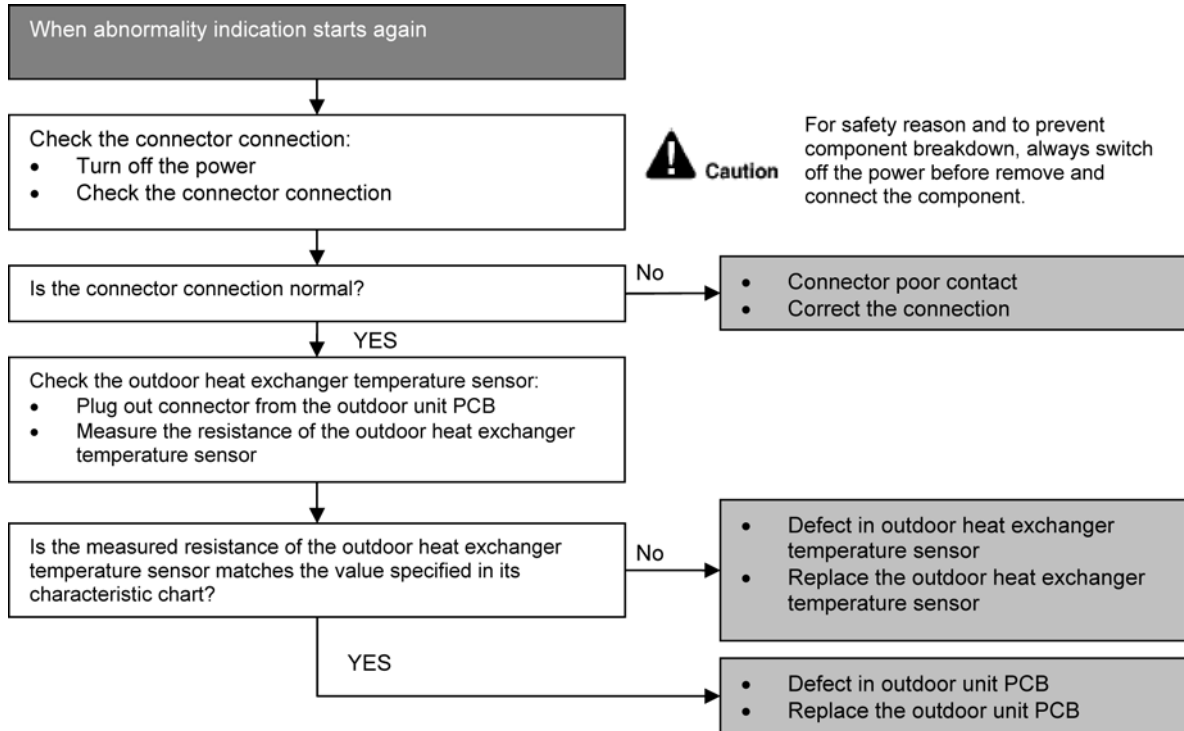 When abnormality indication starts again
Check the connector connection:
• Turn off the power
• Check the connector connection
Caution
For safety reason and to prevent
component breakdown, always switch
off the power before remove and
connect the component.
Is the connector connection normal?
No
• Connector poor contact
• Correct the connection
YES
Check the outdoor heat exchanger temperature sensor:
• Plug out connector from the outdoor unit PCB
• Measure the resistance of the outdoor heat exchanger
temperature sensor
Is the measured resistance of the outdoor heat exchanger
temperature sensor matches the value specified in its
characteristic chart?
No
• Defect in outdoor heat exchanger
temperature sensor
• Replace the outdoor heat exchanger
temperature sensor
YES
• Defect in outdoor unit PCB
• Replace the outdoor unit PCB